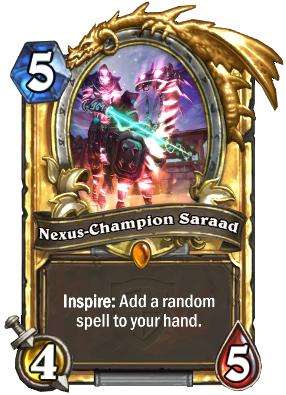 5
Nexus-Champion Saraad
Inspire: Add a random
spell to your hand.
4
5